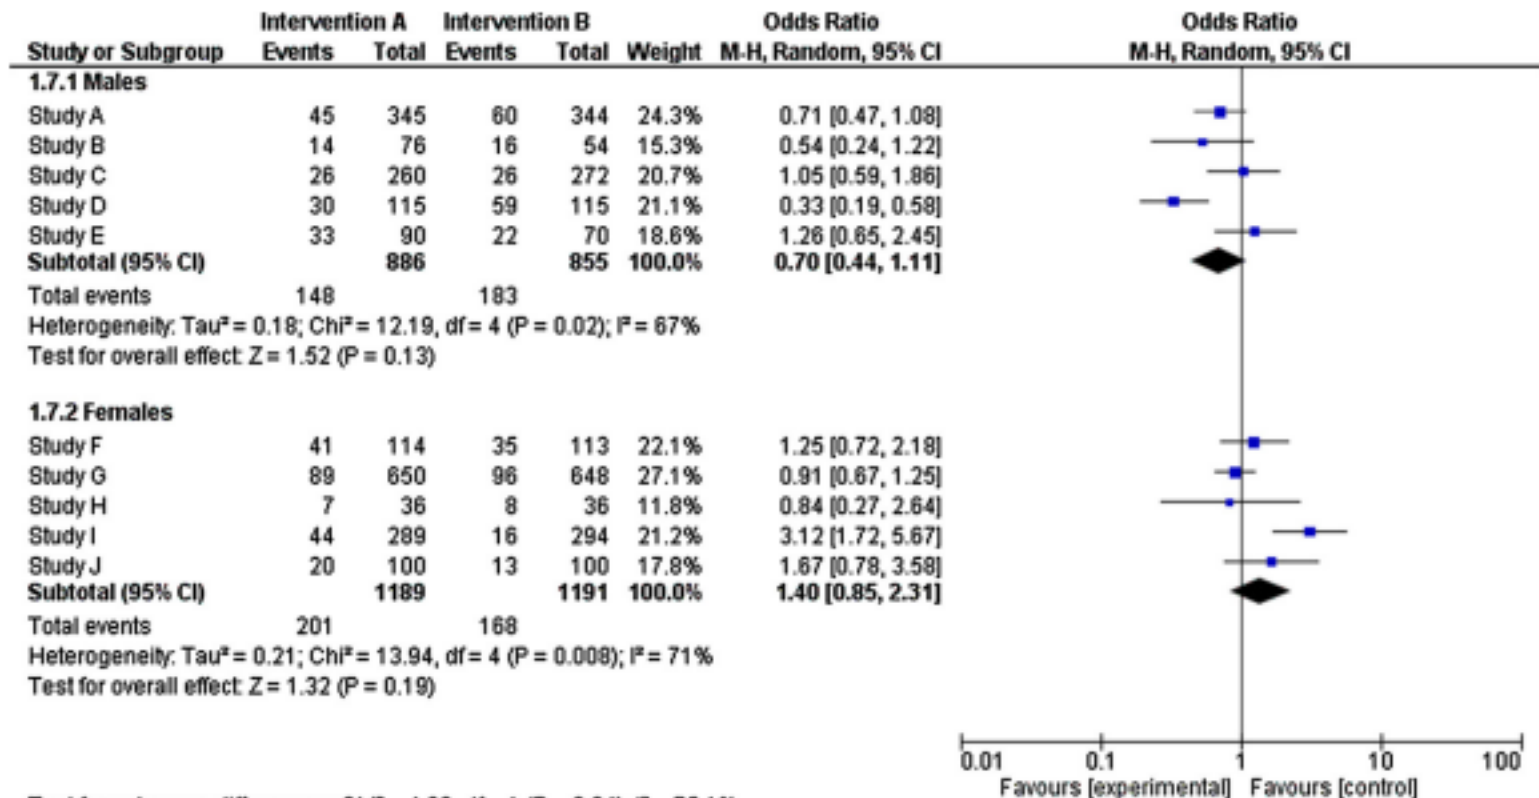 Intervention A Intervention B Odds Ratio Odds Ratio
Study or Subgroup Events Total Events Total Weight M-H, Random, 95% CI M-H, Random, 95% CI
1.7.1 Males
Study A 45 345 60 344 24.3% 0.71 [0.47, 1.08]
Study B 14 76 16 54 15.3% 0.54 [0.24, 1.22]
Study C 26 260 26 272 20.7% 1.05 [0.59, 1.86]
Study D 30 115 59 115 21.1% 0.33 [0.19, 0.58]
Study E 33 90 22 70 18.6% 1.26 [0.65, 2.45]
Subtotal (95% CI) 886 855 100.0% 0.70 [0.44, 1.11]
Total events 148 183
Heterogeneity: Tau² = 0.18; Chi² = 12.19, df = 4 (P = 0.02); I² = 67%
Test for overall effect: Z = 1.52 (P = 0.13)
1.7.2 Females
Study F 41 114 35 113 22.1% 1.25 [0.72, 2.18]
Study G 89 650 96 648 27.1% 0.91 [0.67, 1.25]
Study H 7 36 8 36 11.8% 0.84 [0.27, 2.64]
Study I 44 289 16 294 21.2% 3.12 [1.72, 5.67]
Study J 20 100 13 100 17.8% 1.67 [0.78, 3.58]
Subtotal (95% CI) 1189 1191 100.0% 1.40 [0.85, 2.31]
Total events 201 168
Heterogeneity: Tau² = 0.21; Chi² = 13.94, df = 4 (P = 0.008); I² = 71%
Test for overall effect: Z = 1.32 (P = 0.19)
0.01 0.1 1 10 100
Favours [experimental] Favours [control]